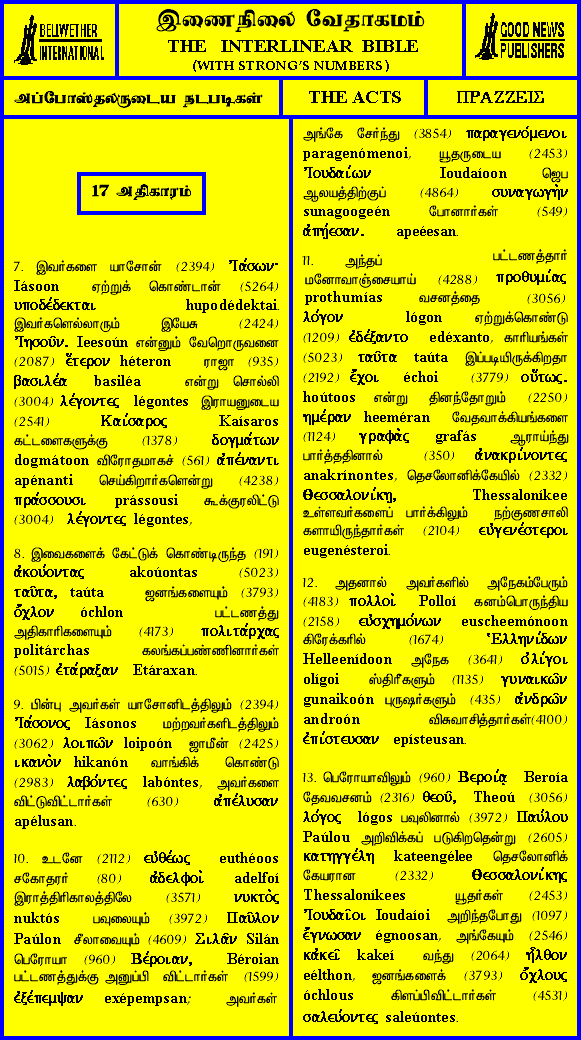 BELLWETHER
INTERNATIONAL
இணைநிலை வேதாகமம்
THE INTERLINEAR BIBLE
(WITH STRONG'S NUMBERS)
GOOD NEWS
PUBLISHERS
அப்போஸ்தலருடைய நடபடிகள்
THE ACTS
ΠΡΑΖΖΕΙΣ
17 அதிகாரம்
7. இவர்களை யாசோன் (2394) Ἰάσων·
Iásoon ஏற்றுக் கொண்டான் (5264)
υποδέδεκται hupodédektai.
இவர்களெல்லாரும் இயேசு (2424)
Ἰησοῦν. Ieesoún என்னும் வேறொருவனை
(2087) ἕτερον héteron ராஜா (935)
βασιλέα basiléa என்று சொல்லி
(3004) λέγοντες légontes இராயனுடைய
(2541) Καίσαρος Kaísaros
கட்டளைகளுக்கு (1378) δογμάτων
dogmátoon விரோதமாகச் (561) ἀπέναντι
apénanti செய்கிறார்களென்று (4238)
πράσσουσι prássousi கூக்குரலிட்டு
(3004) λέγοντες légontes,
8. இவைகளைக் கேட்டுக் கொண்டிருந்த (191)
ἀκούοντας akoúontas (5023)
ταῦτα, taúta ஜனங்களையும் (3793)
ὄχλον óchlon பட்டணத்து
அதிகாரிகளையும் (4173) πολιτάρχας
politárchas கலங்கப்பண்ணினார்கள்
(5015) ἐτάραξαν Etáraxan.
9. பின்பு அவர்கள் யாசோனிடத்திலும் (2394)
Ἰάσονος Iásonos மற்றவர்களிடத்திலும்
(3062) λοιπῶν loipoón ஜாமீன் (2425)
ικανὸν hikanón வாங்கிக் கொண்டு
(2983) λαβόντες labóntes, அவர்களை
விட்டுவிட்டார்கள் (630) ἀπέλυσαν
apélusan.
10. உடனே (2112) εὐθέως euthéoos
சகோதரர் (80) ἀδελφοὶ adelfoí
இராத்திரிகாலத்திலே (3571) νυκτὸς
nuktós பவுலையும் (3972) Παῦλον
Paúlon சீலாவையும் (4609) Σιλᾶν Silán
பெரோயா (960) Βέροιαν, Béroian
பட்டணத்துக்கு அனுப்பி விட்டார்கள் (1599)
ἐξέπεμψαν exépempsan; அவர்கள்
அங்கே சேர்ந்து (3854) παραγενόμενοι
paragenómenoi, யூதருடைய (2453)
Ἰουδαίων Ioudaíoon ஜெப
ஆலயத்திற்குப் (4864) συναγωγὴν
sunagoogeén போனார்கள் (549)
ἀπῄεσαν. apeéesan.
11. அந்தப் பட்டணத்தார்
மனோவாஞ்சையாய் (4288) προθυμίας
prothumías வசனத்தை (3056)
λόγον lógon ஏற்றுக்கொண்டு
(1209) ἐδέξαντο edéxanto, காரியங்கள்
(5023) ταῦτα taúta இப்படியிருக்கிறதா
(2192) ἔχοι échoi (3779) οὕτως.
hoútoos என்று தினந்தோறும் (2250)
ημέραν heeméran வேதவாக்கியங்களை
(1124) γραφὰς grafás ஆராய்ந்து
பார்த்ததினால் (350) ἀνακρίνοντες
anakrínontes, தெசலோனிக்கேயில் (2332)
Θεσσαλονίκῃ, Thessaloníkee
உள்ளவர்களைப் பார்க்கிலும் நற்குணசாலி
களாயிருந்தார்கள் (2104) εὐγενέστεροι
eugenésteroi.
12. அதனால் அவர்களில் அநேகம்பேரும்
(4183) πολλοὶ Polloí கனம்பொருந்திய
(2158) εὐσχημόνων euscheemónoon
கிரேக்கரில் (1674) Ἑλληνίδων
Helleenídoon அநேக (3641) ὀλίγοι
olígoi ஸ்திரீகளும் (1135) γυναικῶν
gunaikoón புருஷர்களும் (435) ἀνδρῶν
androón விசுவாசித்தார்கள்(4100)
ἐπίστευσαν epísteusan.
13. பெரோயாவிலும் (960) Βεροίᾳ Beroía
தேவவசனம் (2316) θεοῦ, Theoú (3056)
λόγος lógos பவுலினால் (3972) Παύλου
Paúlou அறிவிக்கப் படுகிறதென்று (2605)
κατηγγέλη kateengélee தெசலோனிக்
கேயரான (2332) Θεσσαλονίκης
Thessaloníkees யூதர்கள் (2453)
Ἰουδαῖοι Ioudaíoi அறிந்தபோது (1097)
ἔγνωσαν égnoosan, அங்கேயும் (2546)
κἀκεῖ kakeí வந்து (2064) ἦλθον
eélthon, ஜனங்களைக் (3793) ὄχλους
óchlous கிளப்பிவிட்டார்கள் (4531)
σαλεύοντες saleúontes.